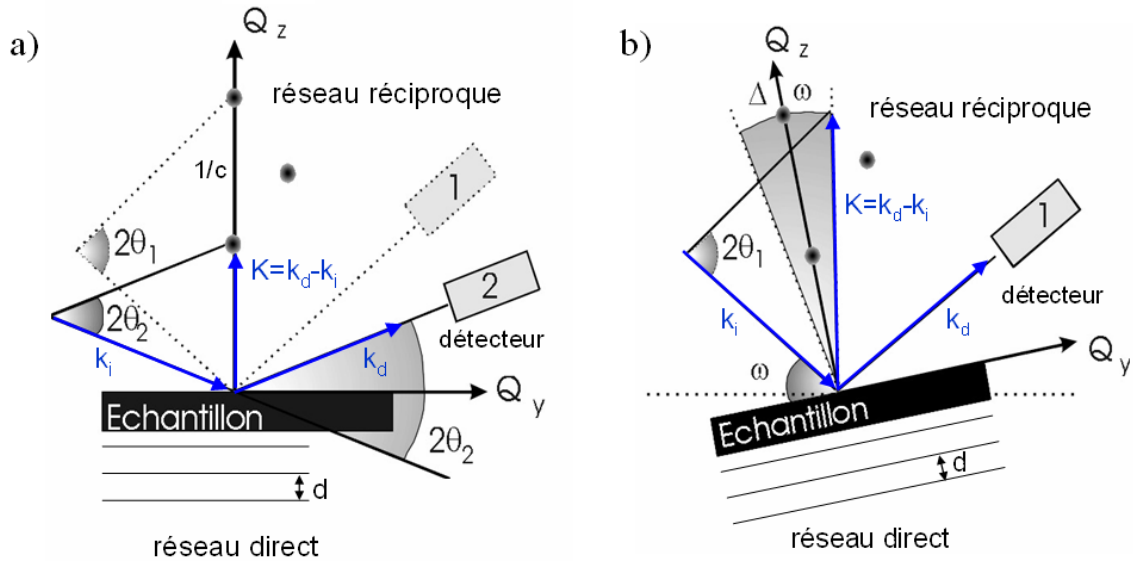 a)
Q z
réseau réciproque
1/c
1
2θ1
K=kd-ki
2
2θ2
ki
kd
détecteur
Q y
Echantillon
2θ2
d
réseau direct
b)
Q z
Δ ω
réseau réciproque
1
K=kd-ki
2θ1
détecteur
ki
kd
ω
Q y
Echantillon
d
réseau direct